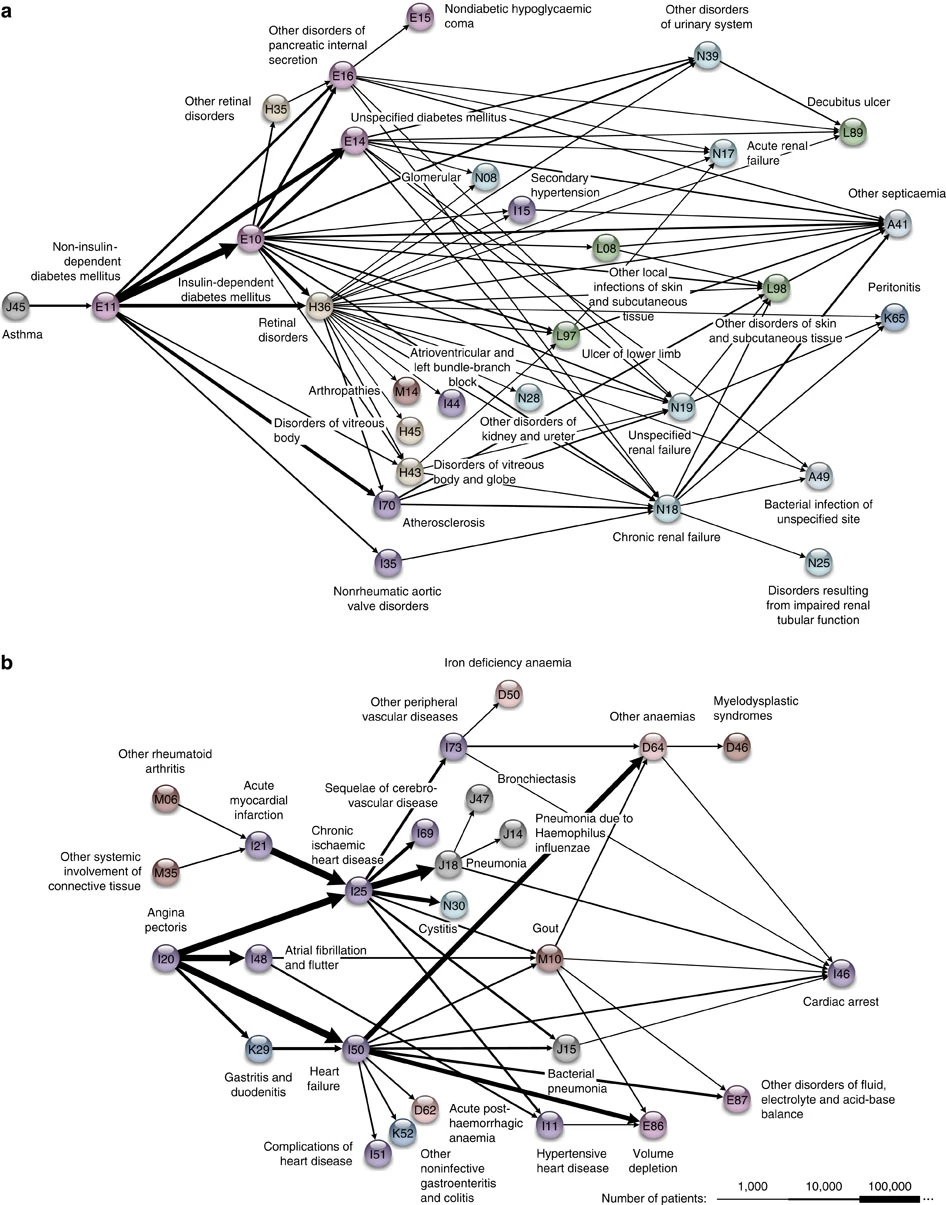 a
Nondiabetic hypoglycaemic
coma
E15
Other disorders
of urinary system
Other disorders of
pancreatic internal
secretion
N39
E16
Other retinal
disorders
H35
Decubitus ulcer
Unspecified diabetes mellitus
L89
E14
N17
Acute renal
failure
Glomerular
N08
Secondary
hypertension
Other septicaemia
I15
A41
Non-insulin-
dependent
diabetes mellitus
E10
L08
Insulin-dependent
diabetes mellitus
Other local
infections of skin
and subcutaneous
tissue
L98
Peritonitis
J45
E11
H36
K65
Asthma
Retinal
disorders
L97
Other disorders of skin
and subcutaneous tissue
Atrioventricular and
left bundle-branch
block
Ulcer of lower limb
Arthropathies
M14
I44
N28
N19
Disorders of vitreous
body
H45
Other disorders of
kidney and ureter
Unspecified
renal failure
H43
Disorders of vitreous
body and globe
A49
I70
N18
Bacterial infection of
unspecified site
Atherosclerosis
Chronic renal failure
I35
N25
Nonrheumatic aortic
valve disorders
Disorders resulting
from impaired renal
tubular function
b
Iron deficiency anaemia
D50
Other peripheral
vascular diseases
Other anaemias
Myelodysplastic
syndromes
I73
D64
D46
Other rheumatoid
arthritis
Bronchiectasis
M06
Acute
myocardial
infarction
Sequelae of cerebro-
vascular disease
J47
Chronic
ischaemic
heart disease
I69
J14
Pneumonia due to
Haemophilus
influenzae
I21
Other systemic
involvement of
connective tissue
M35
J18
Pneumonia
I25
N30
Angina
pectoris
Cystitis
Gout
I20
I48
Atrial fibrillation
and flutter
M10
I46
Cardiac arrest
K29
I50
J15
Gastritis and
duodenitis
Heart
failure
Bacterial
pneumonia
E87
Other disorders of fluid,
electrolyte and acid-base
balance
D62
Acute post-
haemorrhagic
anaemia
K52
I11
E86
Complications of
heart disease
I51
Other
noninfective
gastroenteritis
and colitis
Hypertensive
heart disease
Volume
depletion
1,000
10,000
100,000
Number of patients:
...